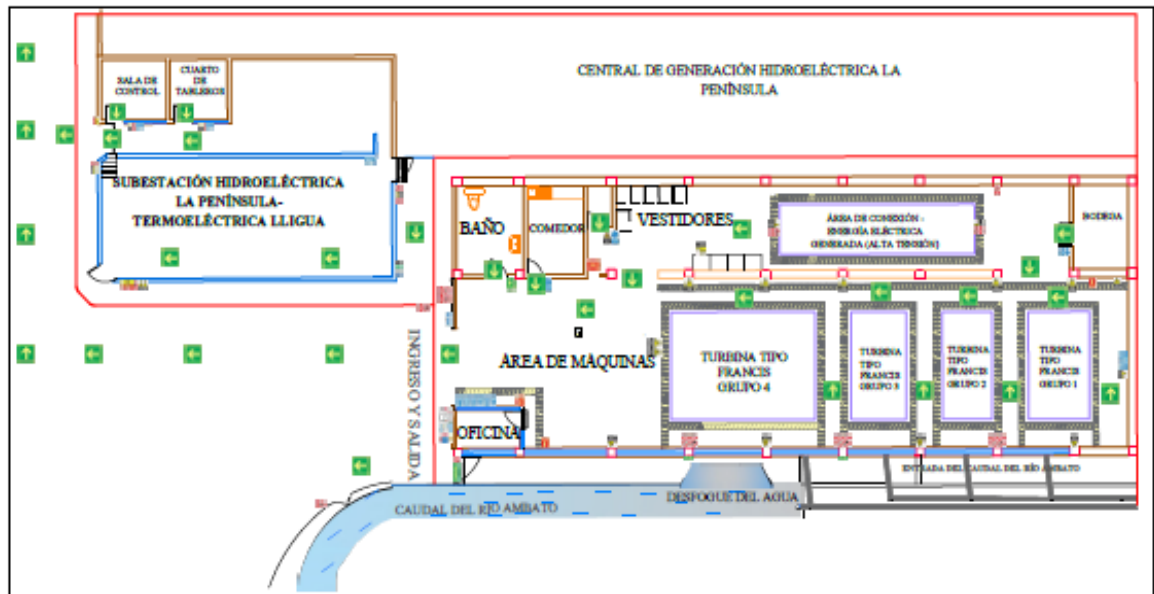 CENTRAL DE GENERACIÓN HIDROELÉCTRICA LA
PENÍNSULA
SALA DE
CONTROL
CUARTO
DE
TABLEROS
SUBESTACIÓN HIDROELÉCTRICA
LA PENÍNSULA-
TERMOELÉCTRICA LLIGUA
BAÑO
COMEDOR
VESTIDORES
ÁREA DE CONEXIÓN -
ENERGÍA ELÉCTRICA
GENERADA (ALTA TENSIÓN)
BODEGA
INGRESO Y SALIDA
ÁREA DE MÁQUINAS
TURBINA TIPO
FRANCIS
GRUPO 4
TURBINA
TIPO
FRANCIS
GRUPO 3
TURBINA
TIPO
FRANCIS
GRUPO 2
TURBINA TIPO
FRANCIS
GRUPO 1
OFICINA
ENTRADA DEL CAUDAL DEL RÍO AMBATO
DESFOGUE DEL AGUA
CAUDAL DEL RÍO AMBATO